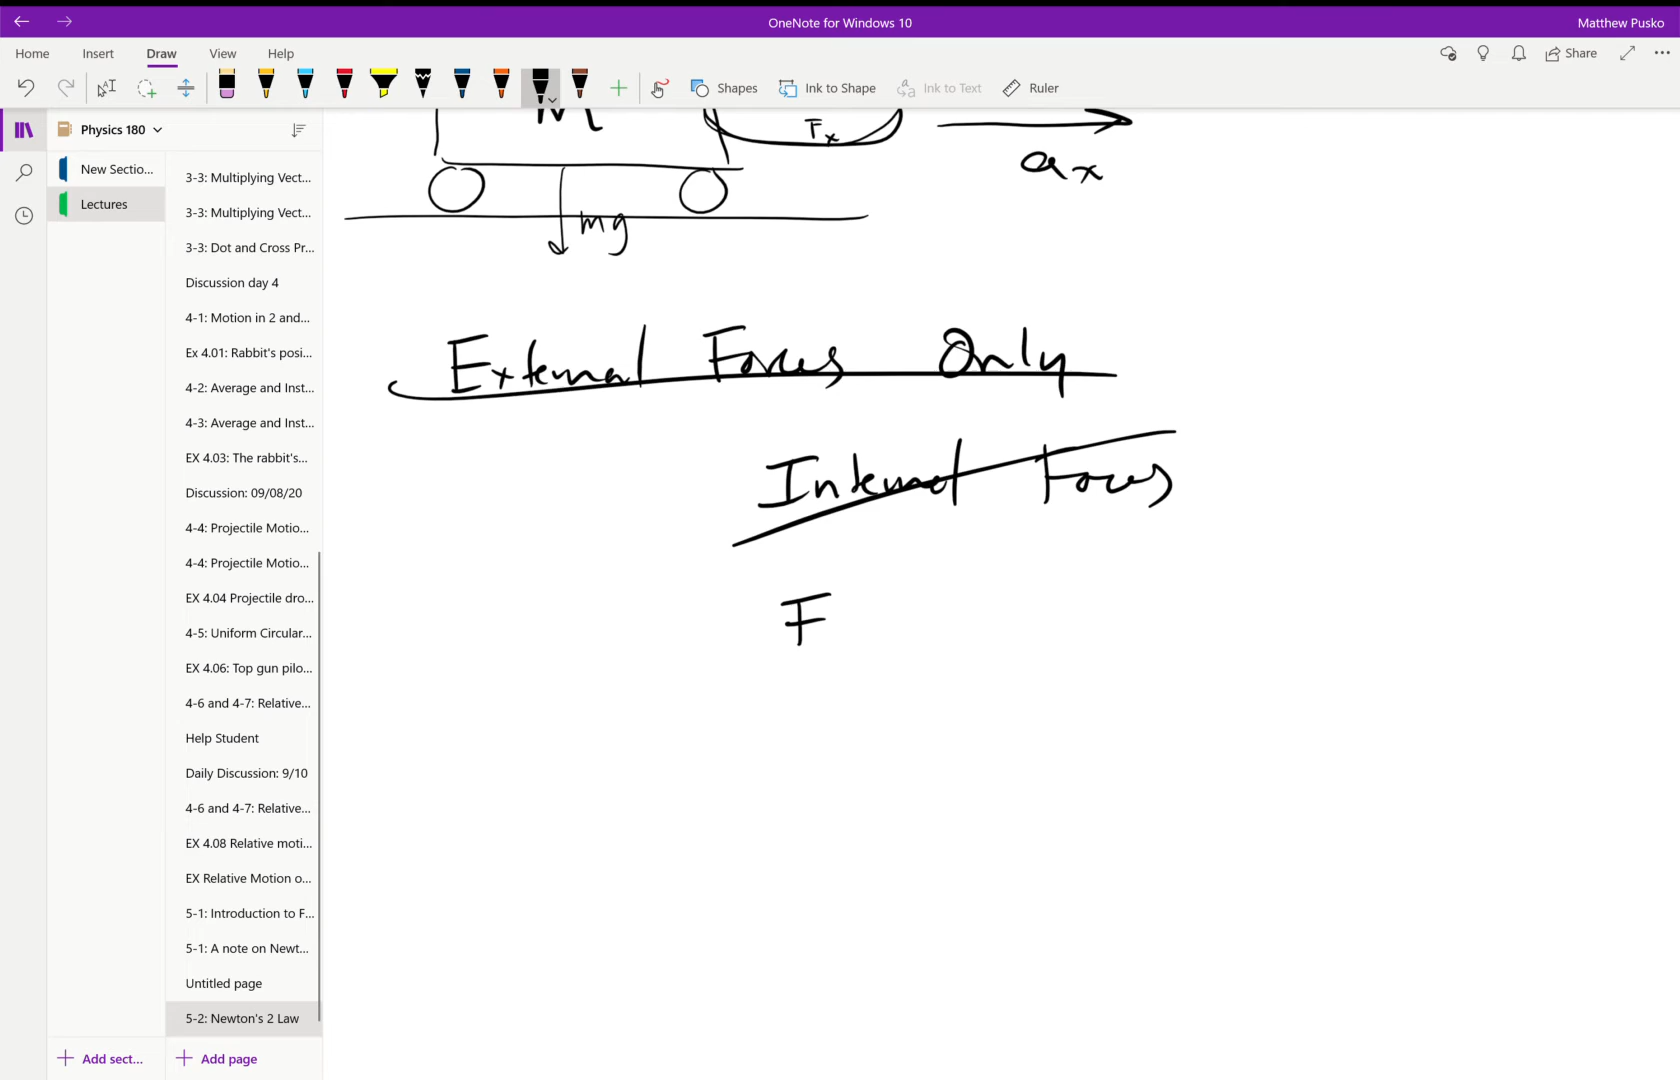 OneNote for Windows 10
Matthew Pusko
Home Insert Draw View Help
Share
Shapes Ink to Shape Ink to Text Ruler
Physics 180
New Sectio...
Lectures
3-3: Multiplying Vect...
3-3: Multiplying Vect...
3-3: Dot and Cross Pr...
Discussion day 4
4-1: Motion in 2 and...
Ex 4.01: Rabbit's posi...
4-2: Average and Inst...
4-3: Average and Inst...
EX 4.03: The rabbit's...
Discussion: 09/08/20
4-4: Projectile Motio...
4-4: Projectile Motio...
EX 4.04 Projectile dro...
4-5: Uniform Circular...
EX 4.06: Top gun pilo...
4-6 and 4-7: Relative...
Help Student
Daily Discussion: 9/10
4-6 and 4-7: Relative...
EX 4.08 Relative moti...
EX Relative Motion o...
5-1: Introduction to F...
5-1: A note on Newt...
Untitled page
5-2: Newton's 2 Law
Add sect...
Add page
Fx
ax
mg
External Forces Only
Internal Forces
F